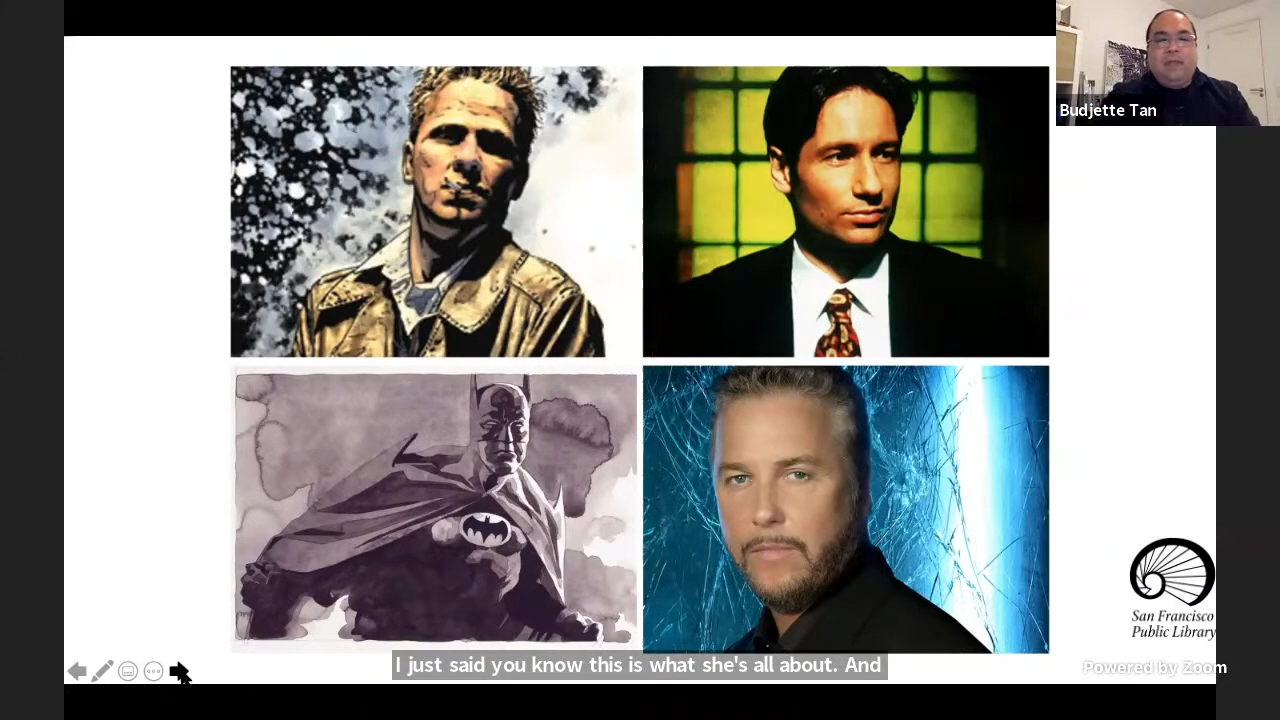 Budjette Tan
San Francisco
Public Library
I just said you know this is what she's all about. And
Powered by Zoom